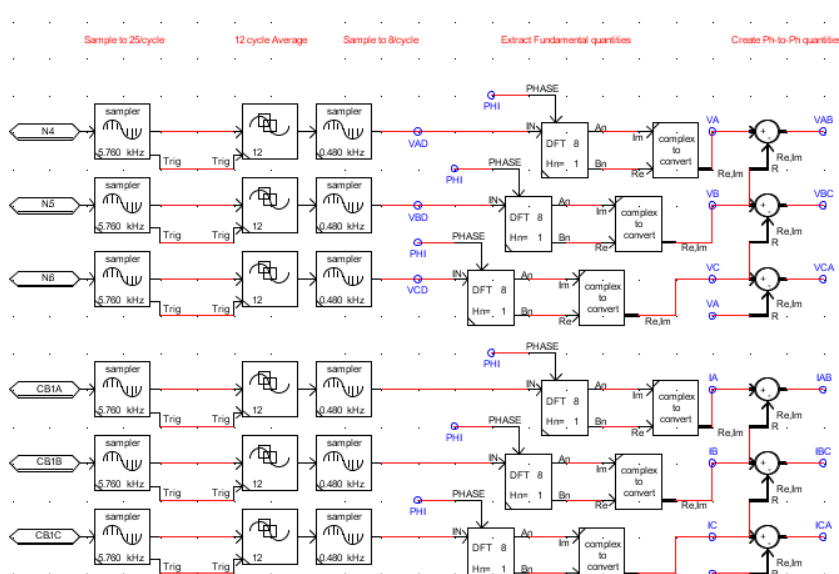 Sample to 25/cycle 12 cycle Average Sample to 8/cycle Extract Fundamental quantities Create Ph-to-Ph quantitie
PHASE
PHI
sampler sampler VA VAB
N4 IN An complex + -
VAD DFT 8 Im to
5.760 kHz 12 0.480 kHz Hn= 1 Bn convert Re,Im
Trig Trig PHASE Re Re,Im R
PHI
sampler sampler VB VBC
N5 IN An complex + -
VBD DFT 8 Im to
5.760 kHz 12 0.480 kHz Hn= 1 Bn convert Re,Im
Trig Trig PHASE Re Re,Im R
PHI
sampler sampler VC VCA
N6 IN An complex + -
VCD DFT 8 Im to
5.760 kHz 12 0.480 kHz Hn= 1 Bn convert VA Re,Im
Trig Trig Re Re,Im R
PHASE
PHI
sampler sampler IA IAB
CB1A IN An complex + -
DFT 8 Im to
5.760 kHz 12 0.480 kHz Hn= 1 Bn convert Re,Im
Trig Trig PHASE Re Re,Im R
PHI
sampler sampler IB IBC
CB1B IN An complex + -
DFT 8 Im to
5.760 kHz 12 0.480 kHz Hn= 1 Bn convert Re,Im
Trig Trig PHASE Re Re,Im R
PHI
sampler sampler IC ICA
CB1C IN An complex + -
DFT 8 Im to
5.760 kHz 12 0.480 kHz Hn= 1 Bn convert Re,Im
Trig Trig Re R